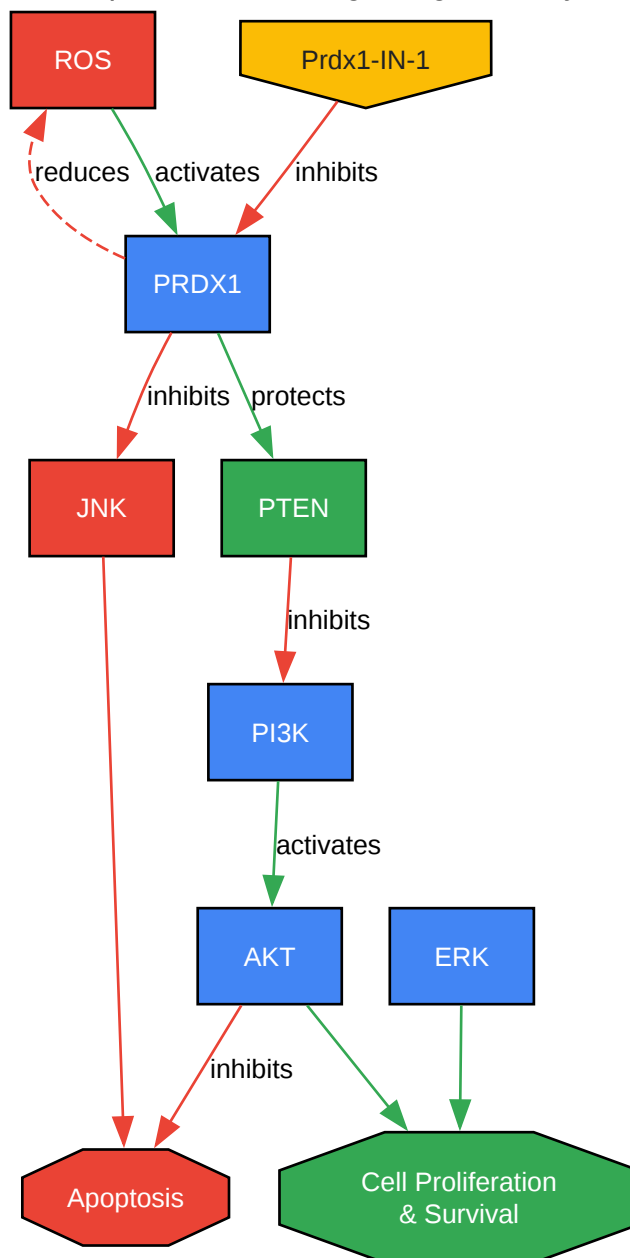 ROS
Prdx1-IN-1
reduces
activates
inhibits
PRDX1
inhibits
protects
JNK
PTEN
inhibits
PI3K
activates
AKT
ERK
inhibits
Apoptosis
Cell Proliferation
& Survival